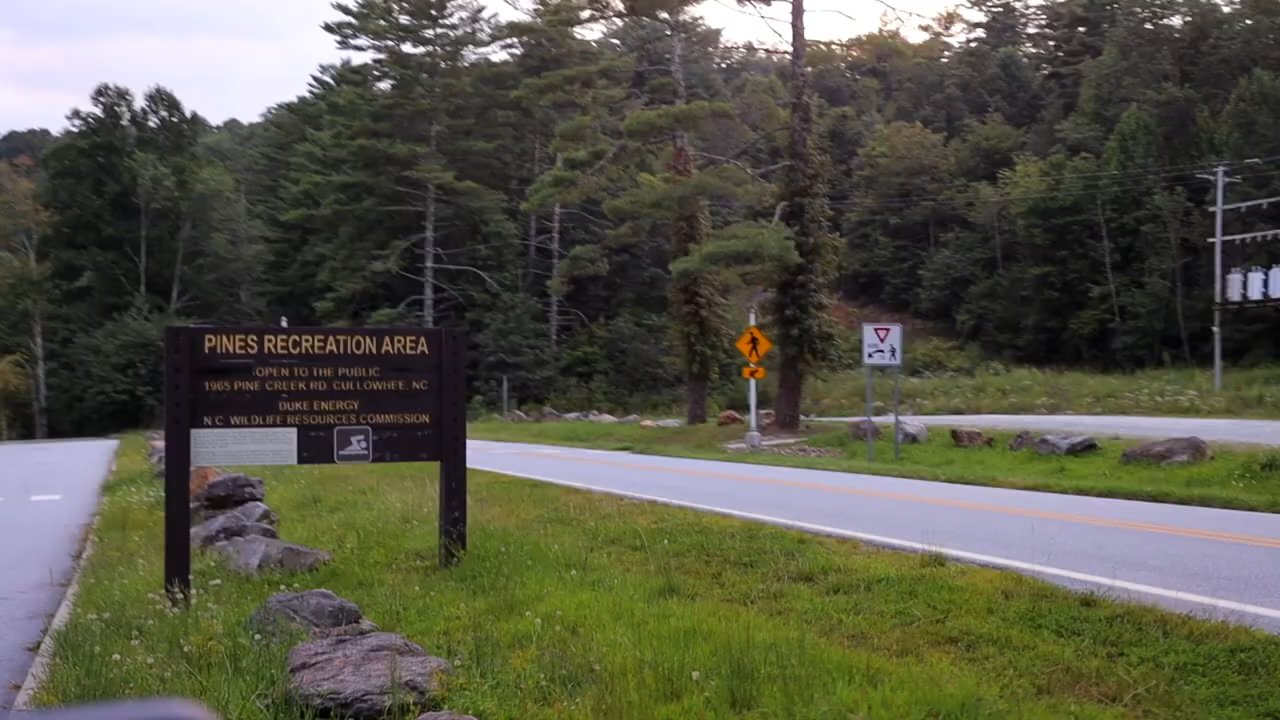 PINES RECREATION AREA
OPEN TO THE PUBLIC
1965 PINE CREEK RD. CULLOWHEE, NC
DUKE ENERGY
N.C. WILDLIFE RESOURCES COMMISSION